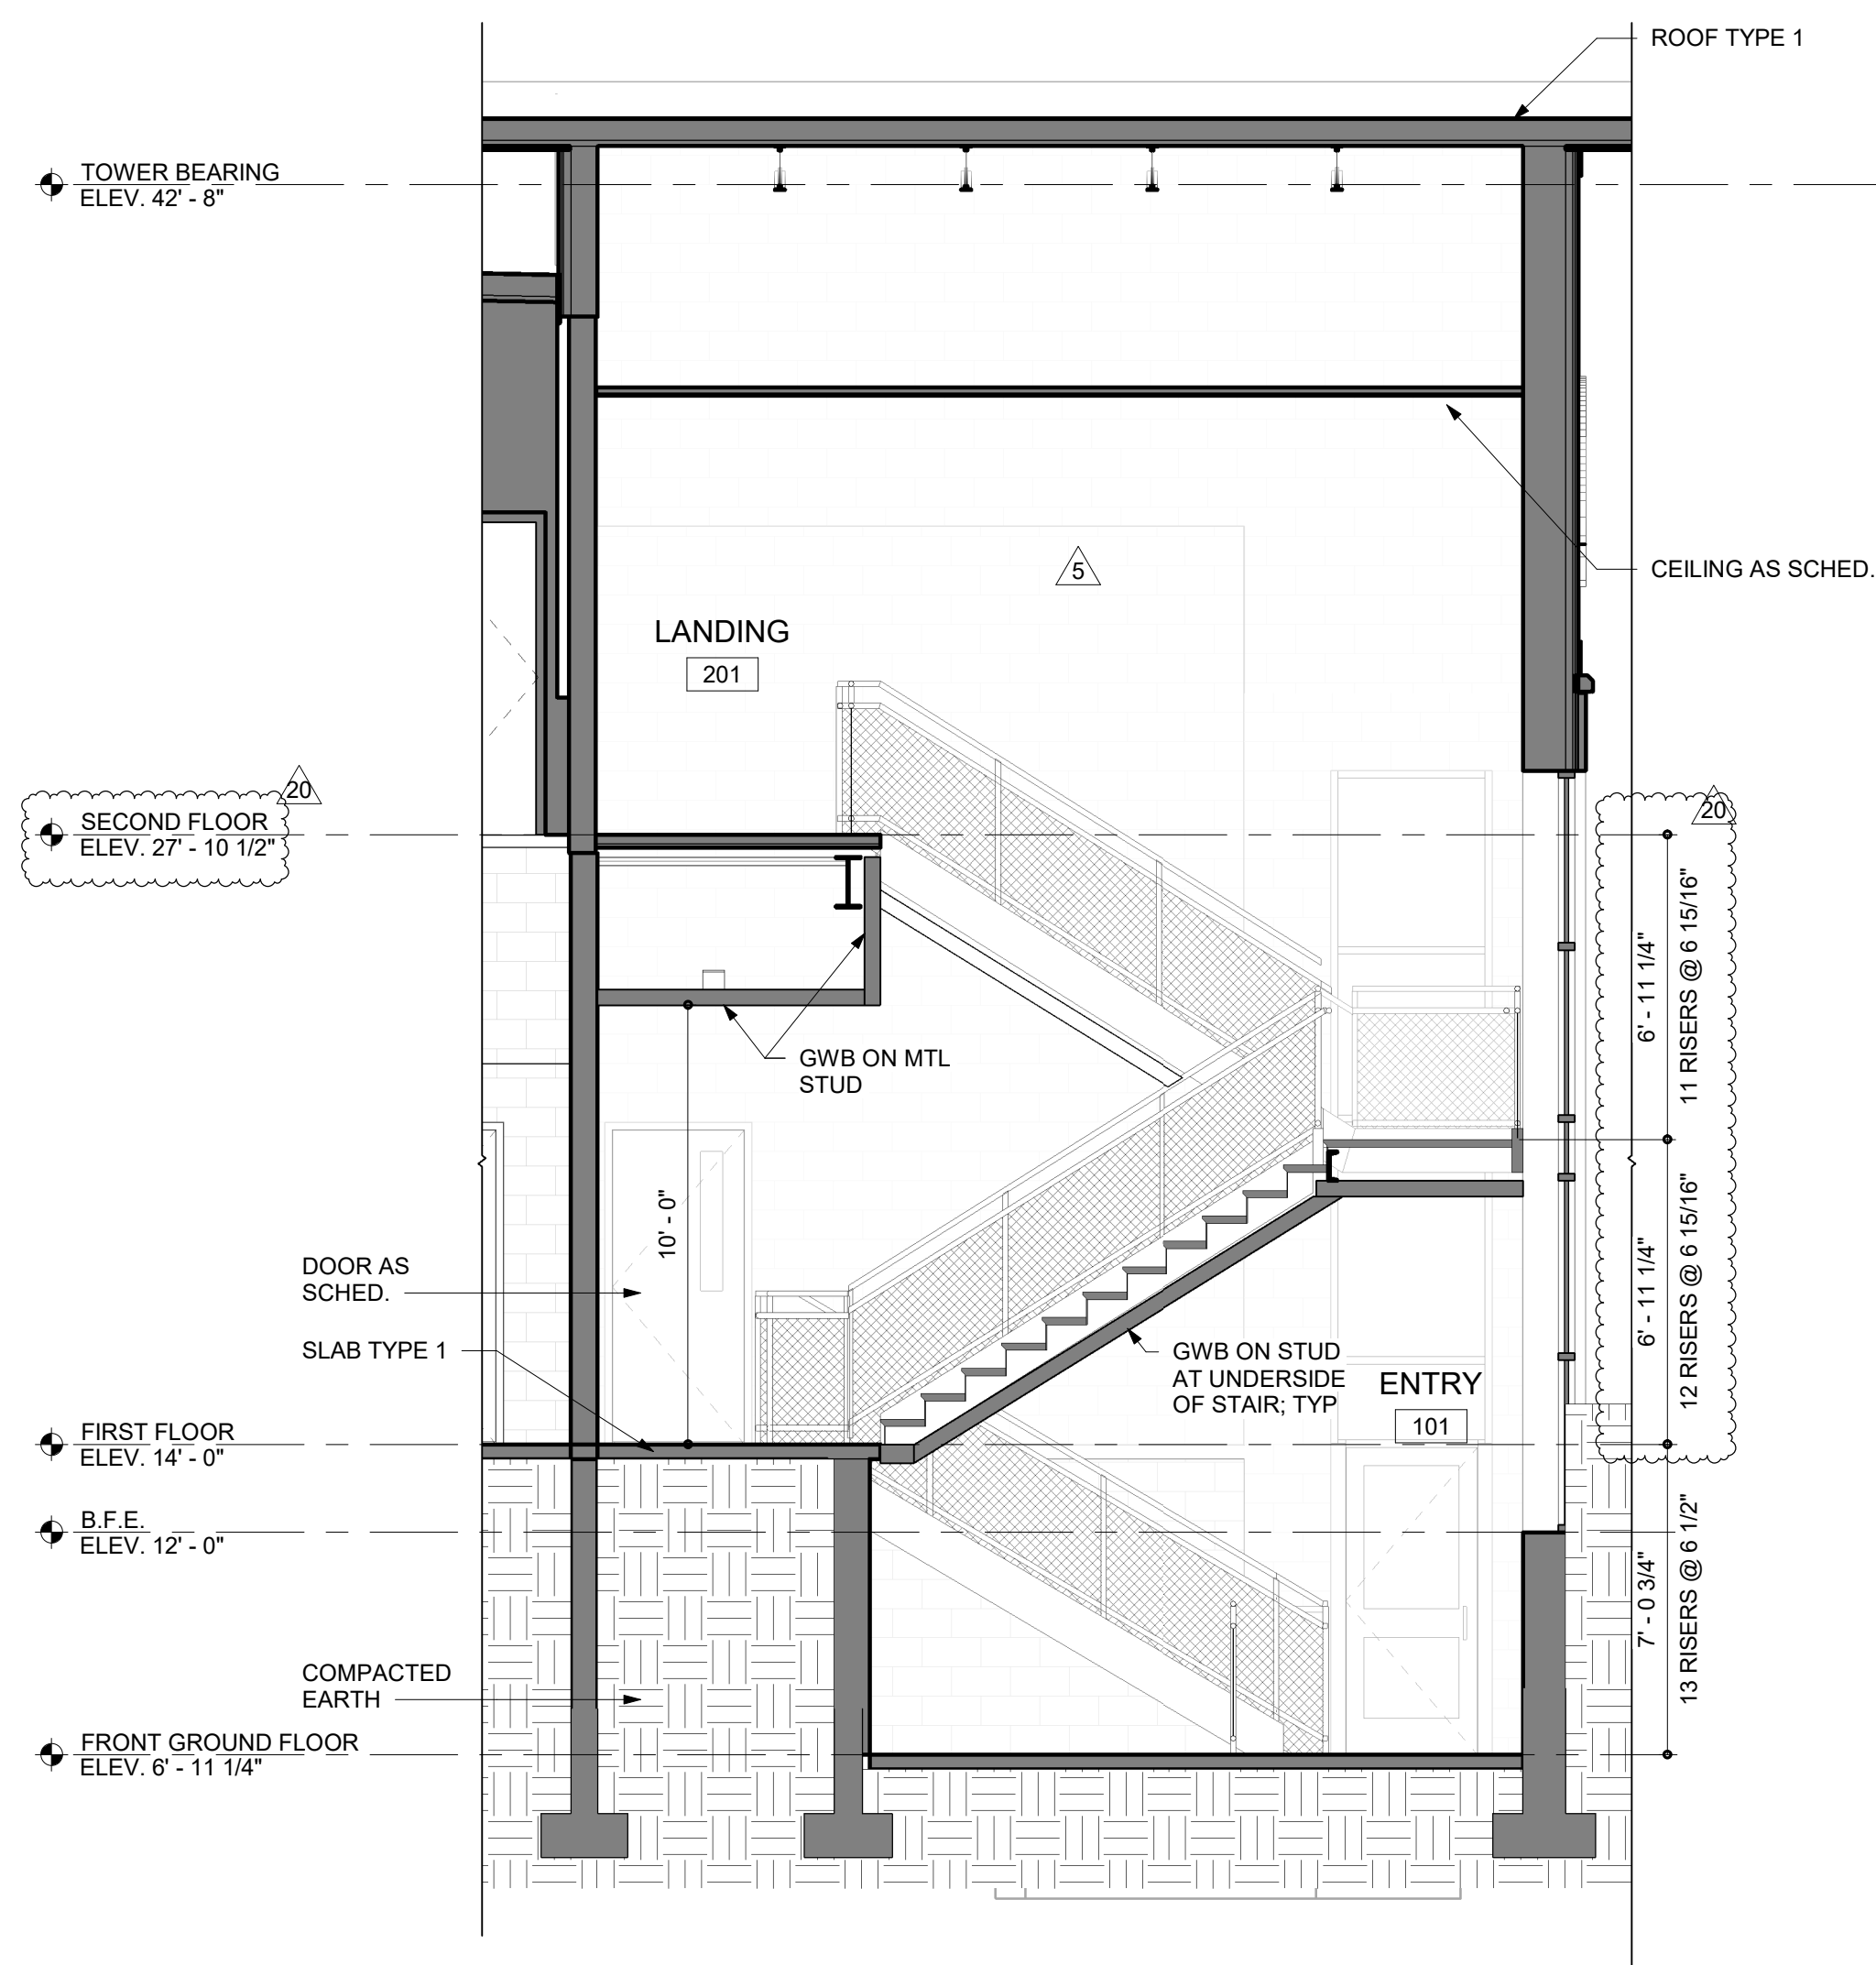 ROOF TYPE 1
TOWER BEARING
ELEV. 42' - 8"
CEILING AS SCHED.
5
LANDING
201
20
SECOND FLOOR
ELEV. 27' - 10 1/2"
20
6' - 11 1/4"
11 RISERS @ 6 15/16"
GWB ON MTL
STUD
10' - 0"
DOOR AS
SCHED.
SLAB TYPE 1
GWB ON STUD
AT UNDERSIDE
OF STAIR; TYP
ENTRY
101
6' - 11 1/4"
12 RISERS @ 6 15/16"
FIRST FLOOR
ELEV. 14' - 0"
B.F.E.
ELEV. 12' - 0"
7' - 0 3/4"
13 RISERS @ 6 1/2"
COMPACTED
EARTH
FRONT GROUND FLOOR
ELEV. 6' - 11 1/4"